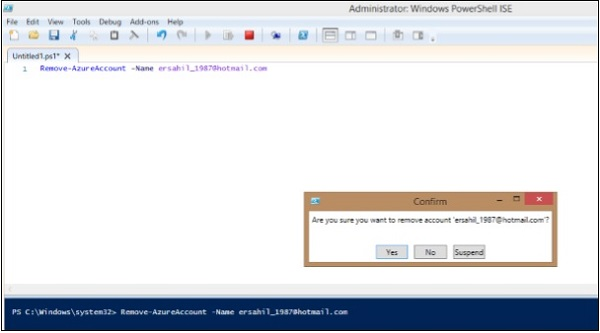 Administrator: Windows PowerShell ISE
File Edit View Tools Debug Add-ons Help
Untitled1.ps1* X
1 Remove-AzureAccount -Name ersahil_1987@hotmail.com
Confirm
Are you sure you want to remove account 'ersahil_1987@hotmail.com'?
Yes No Suspend
PS C:\Windows\system32> Remove-AzureAccount -Name ersahil_1987@hotmail.com